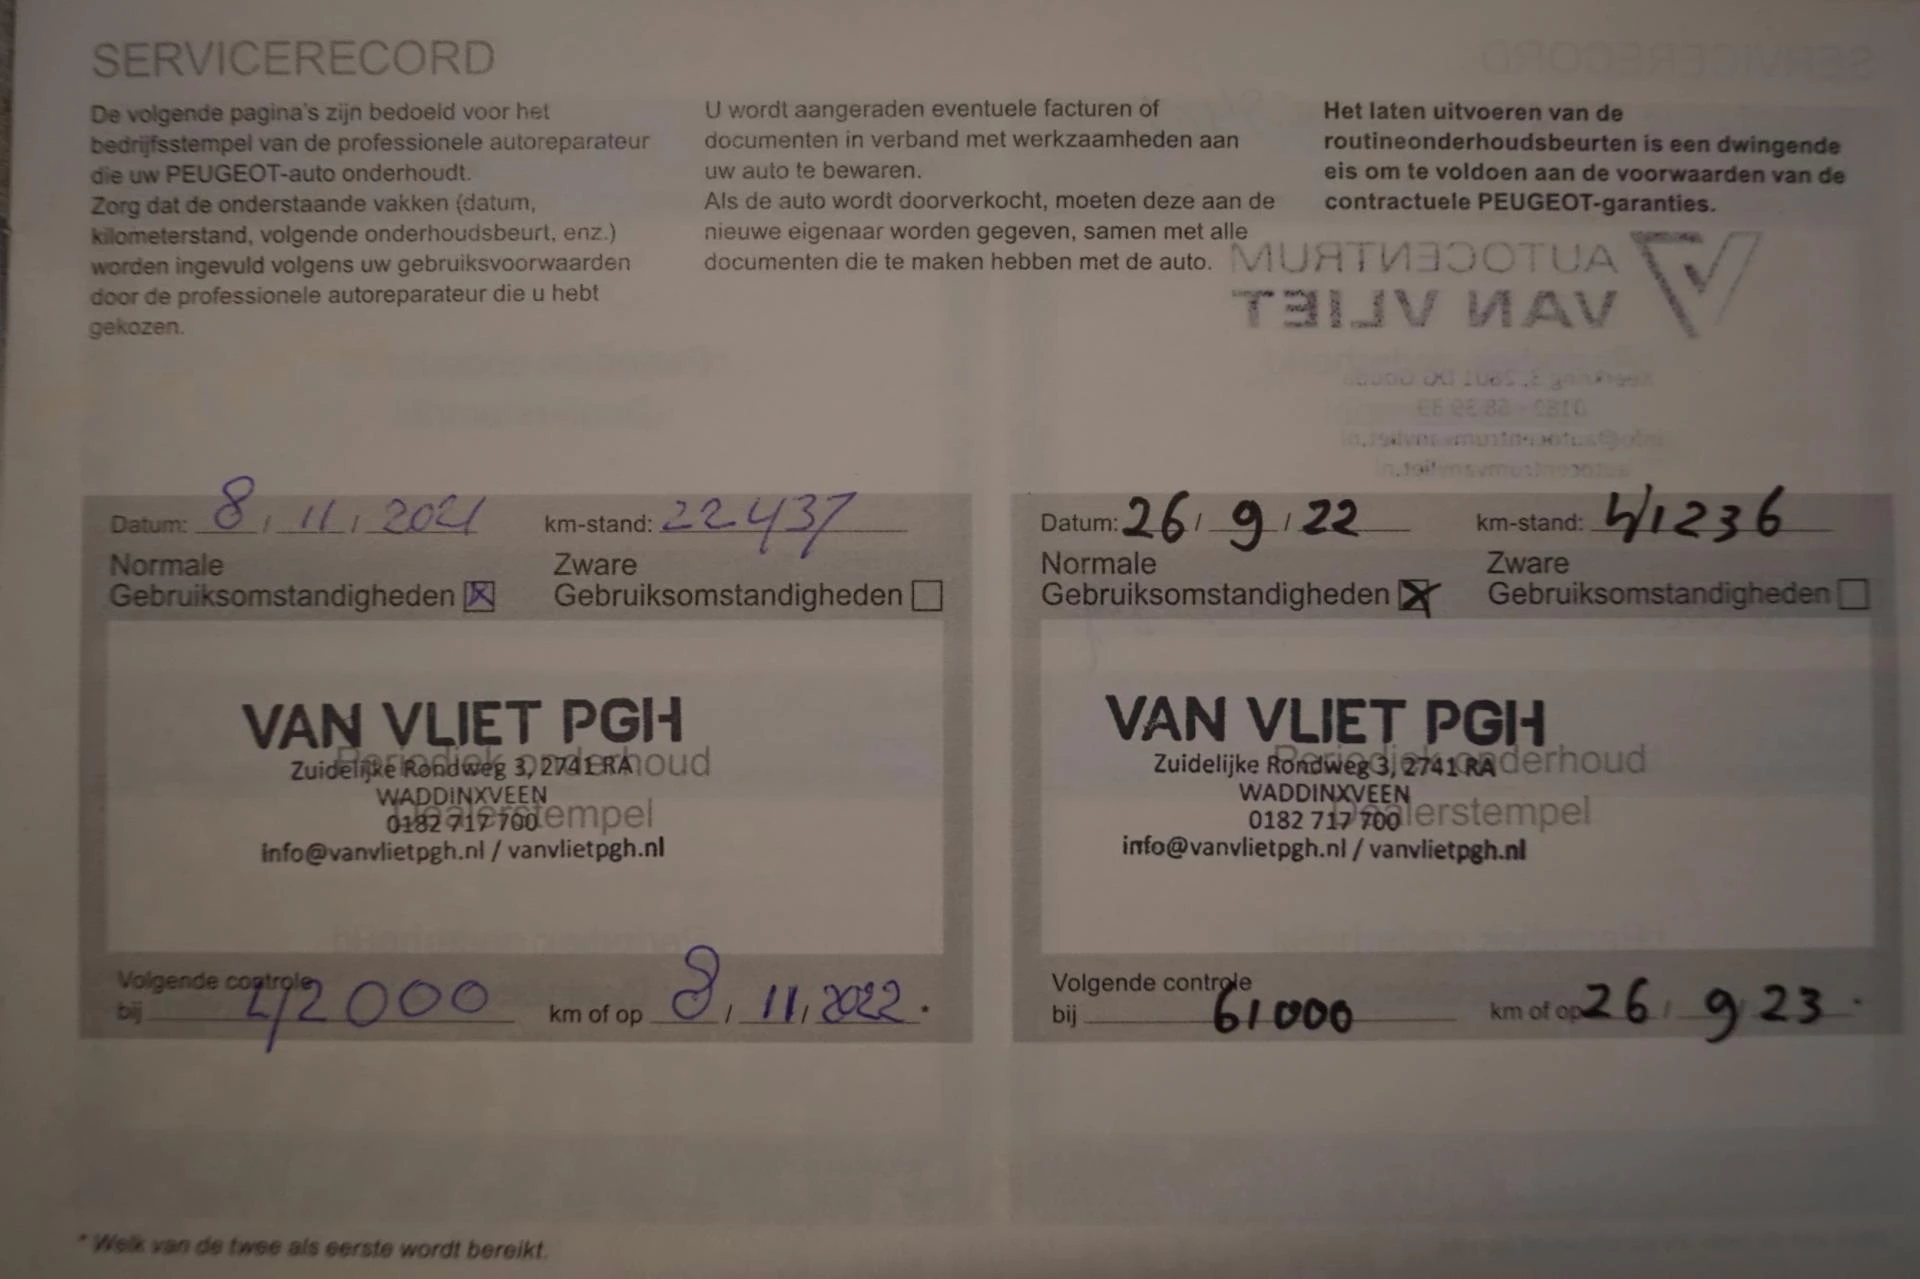 SERVICERECORD
De volgende pagina's zijn bedoeld voor het
bedrijfsstempel van de professionele autoreparateur
die uw PEUGEOT-auto onderhoudt.
Zorg dat de onderstaande vakken (datum,
kilometerstand, volgende onderhoudsbeurt, enz.)
worden ingevuld volgens uw gebruiksvoorwaarden
door de professionele autoreparateur die u hebt
gekozen.
U wordt aangeraden eventuele facturen of
documenten in verband met werkzaamheden aan
uw auto te bewaren.
Als de auto wordt doorverkocht, moeten deze aan de
nieuwe eigenaar worden gegeven, samen met alle
documenten die te maken hebben met de auto.
Het laten uitvoeren van de
routineonderhoudsbeurten is een dwingende
eis om te voldoen aan de voorwaarden van de
contractuele PEUGEOT-garanties.
AUTOCENTRUM
VAN VLIET
Datum: 8 / 11 / 2021 km-stand: 22437
Normale Zware
Gebruiksomstandigheden Gebruiksomstandigheden
Periodiek onderhoud
Dealerstempel
VAN VLIET PGH
Zuidelijke Rondweg 3, 2741 RA
WADDINXVEEN
0182 717 700
info@vanvlietpgh.nl / vanvlietpgh.nl
Volgende controle
bij 42000 km of op 8 / 11 / 2022 *
Datum: 26 / 9 / 22 km-stand: 41236
Normale Zware
Gebruiksomstandigheden Gebruiksomstandigheden
Periodiek onderhoud
Dealerstempel
VAN VLIET PGH
Zuidelijke Rondweg 3, 2741 RA
WADDINXVEEN
0182 717 700
info@vanvlietpgh.nl / vanvlietpgh.nl
Volgende controle
bij 61000 km of op 26 / 9 / 23 *
* Welk van de twee als eerste wordt bereikt.